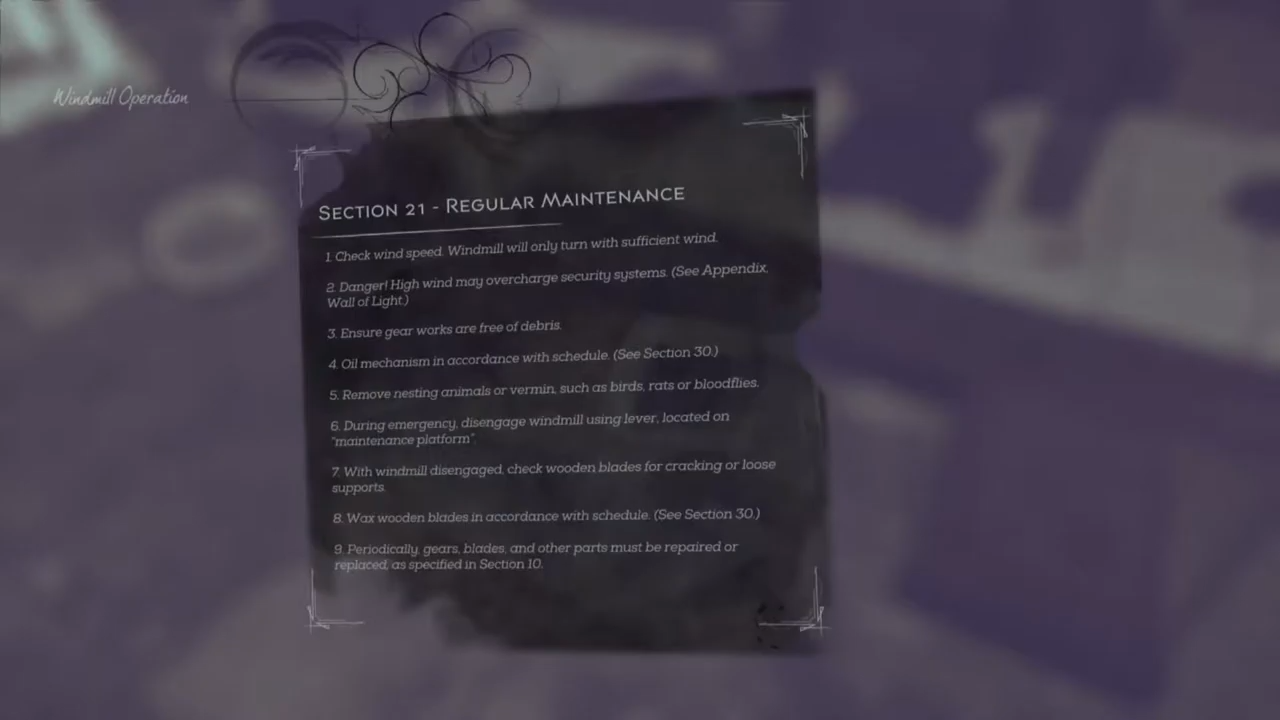 Windmill Operation
Section 21 - Regular Maintenance
1. Check wind speed. Windmill will only turn with sufficient wind.
2. Danger! High wind may overcharge security systems. (See Appendix,
Wall of Light.)
3. Ensure gear works are free of debris.
4. Oil mechanism in accordance with schedule. (See Section 30.)
5. Remove nesting animals or vermin, such as birds, rats or bloodflies.
6. During emergency, disengage windmill using lever, located on
"maintenance platform".
7. With windmill disengaged, check wooden blades for cracking or loose
supports.
8. Wax wooden blades in accordance with schedule. (See Section 30.)
9. Periodically, gears, blades, and other parts must be repaired or
replaced, as specified in Section 10.